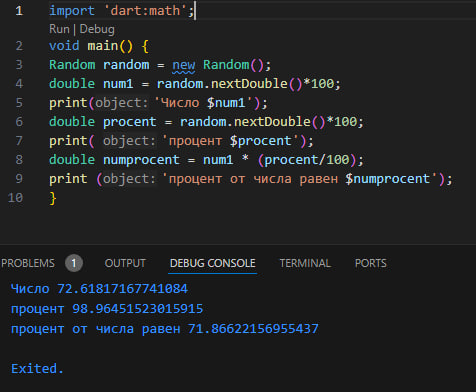 1 import 'dart:math';
Run | Debug
2 void main() {
3 Random random = new Random();
4 double num1 = random.nextDouble()*100;
5 print(object: 'Число $num1');
6 double procent = random.nextDouble()*100;
7 print( object: 'процент $procent');
8 double numprocent = num1 * (procent/100);
9 print (object: 'процент от числа равен $numprocent');
10 }
PROBLEMS 1 OUTPUT DEBUG CONSOLE TERMINAL PORTS
Число 72.61817167741084
процент 98.96451523015915
процент от числа равен 71.86622156955437
Exited.